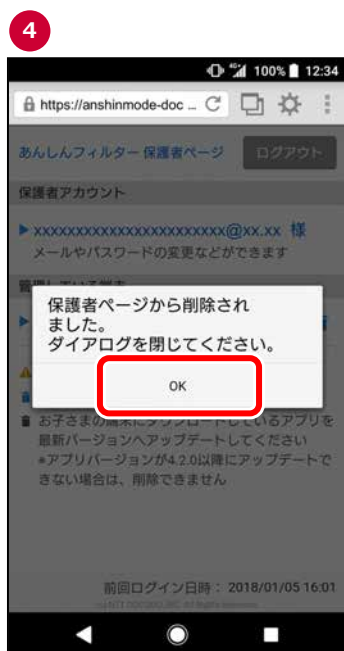 4
4G 100% 12:34
https://anshinmode-doc ...
あんしんフィルター 保護者ページ ログアウト
保護者アカウント
▶xxxxxxxxxxxxxxxxxxxxxxx@xx.xx 様
メールやパスワードの変更などができます
保護者ページから削除され
ました。
ダイアログを閉じてください。
OK
お子さまの端末にダウンロードしているアプリを
最新バージョンへアップデートしてください
*アプリバージョンが4.2.0以降にアップデートで
きない場合は、削除できません
前回ログイン日時： 2018/01/05 16:01